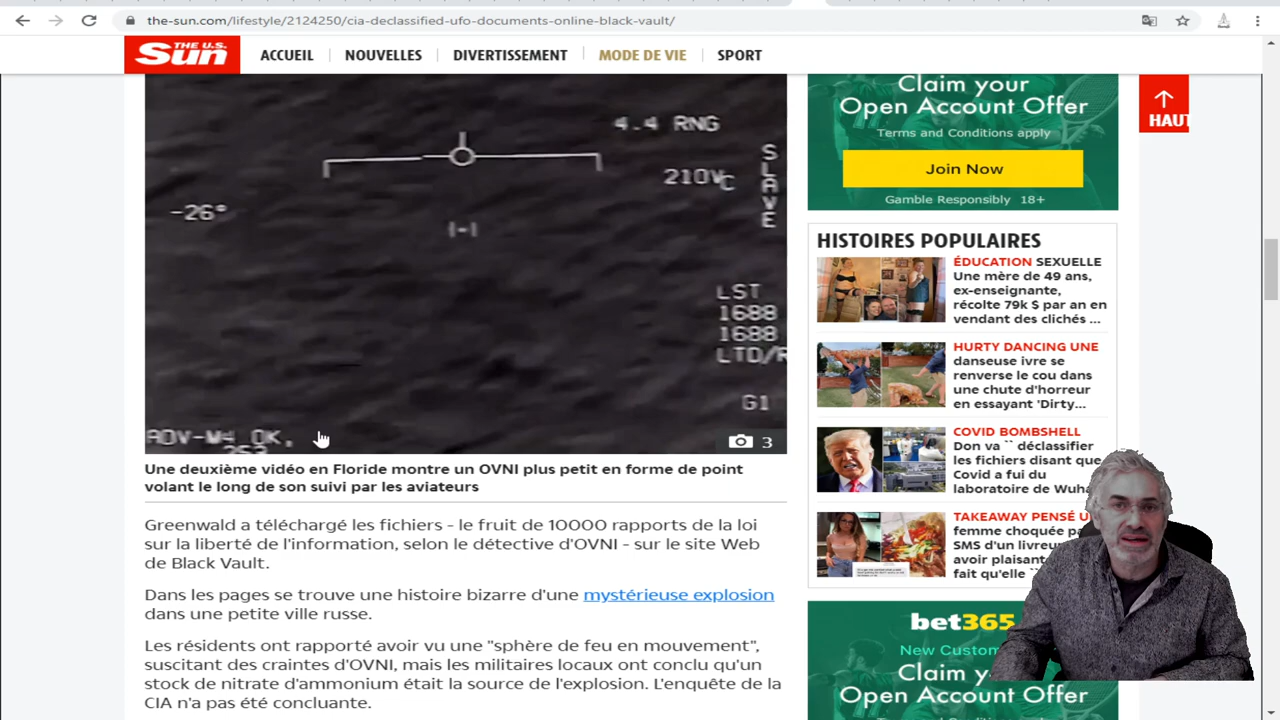 the-sun.com/lifestyle/2124250/cia-declassified-ufo-documents-online-black-vault/
THE U.S.
Sun
ACCUEIL
NOUVELLES
DIVERTISSEMENT
MODE DE VIE
SPORT
4.4 RNG
210V
C
SLAVE
-26°
LST
1688
1688
LTD/R
G1
ADV-M4 OK,
3
Une deuxième vidéo en Floride montre un OVNI plus petit en forme de point
volant le long de son suivi par les aviateurs
Greenwald a téléchargé les fichiers - le fruit de 10000 rapports de la loi
sur la liberté de l'information, selon le détective d'OVNI - sur le site Web
de Black Vault.
Dans les pages se trouve une histoire bizarre d'une mystérieuse explosion
dans une petite ville russe.
Les résidents ont rapporté avoir vu une "sphère de feu en mouvement",
suscitant des craintes d'OVNI, mais les militaires locaux ont conclu qu'un
stock de nitrate d'ammonium était la source de l'explosion. L'enquête de la
CIA n'a pas été concluante.
Claim your
Open Account Offer
Terms and Conditions apply
Join Now
Gamble Responsibly 18+
HAUT
HISTOIRES POPULAIRES
ÉDUCATION SEXUELLE
Une mère de 49 ans,
ex-enseignante,
récolte 79k $ par an en
vendant des clichés ...
HURTY DANCING UNE
danseuse ivre se
renverse le cou dans
une chute d'horreur
en essayant 'Dirty...
COVID BOMBSHELL
Don va `` déclassifier
les fichiers disant que
Covid a fui du
laboratoire de Wuha
TAKEAWAY PENSÉ U
femme choquée pa
SMS d'un livreu
avoir plaisant
fait qu'elle ``
bet365
New Custom
Claim y
Open Accou